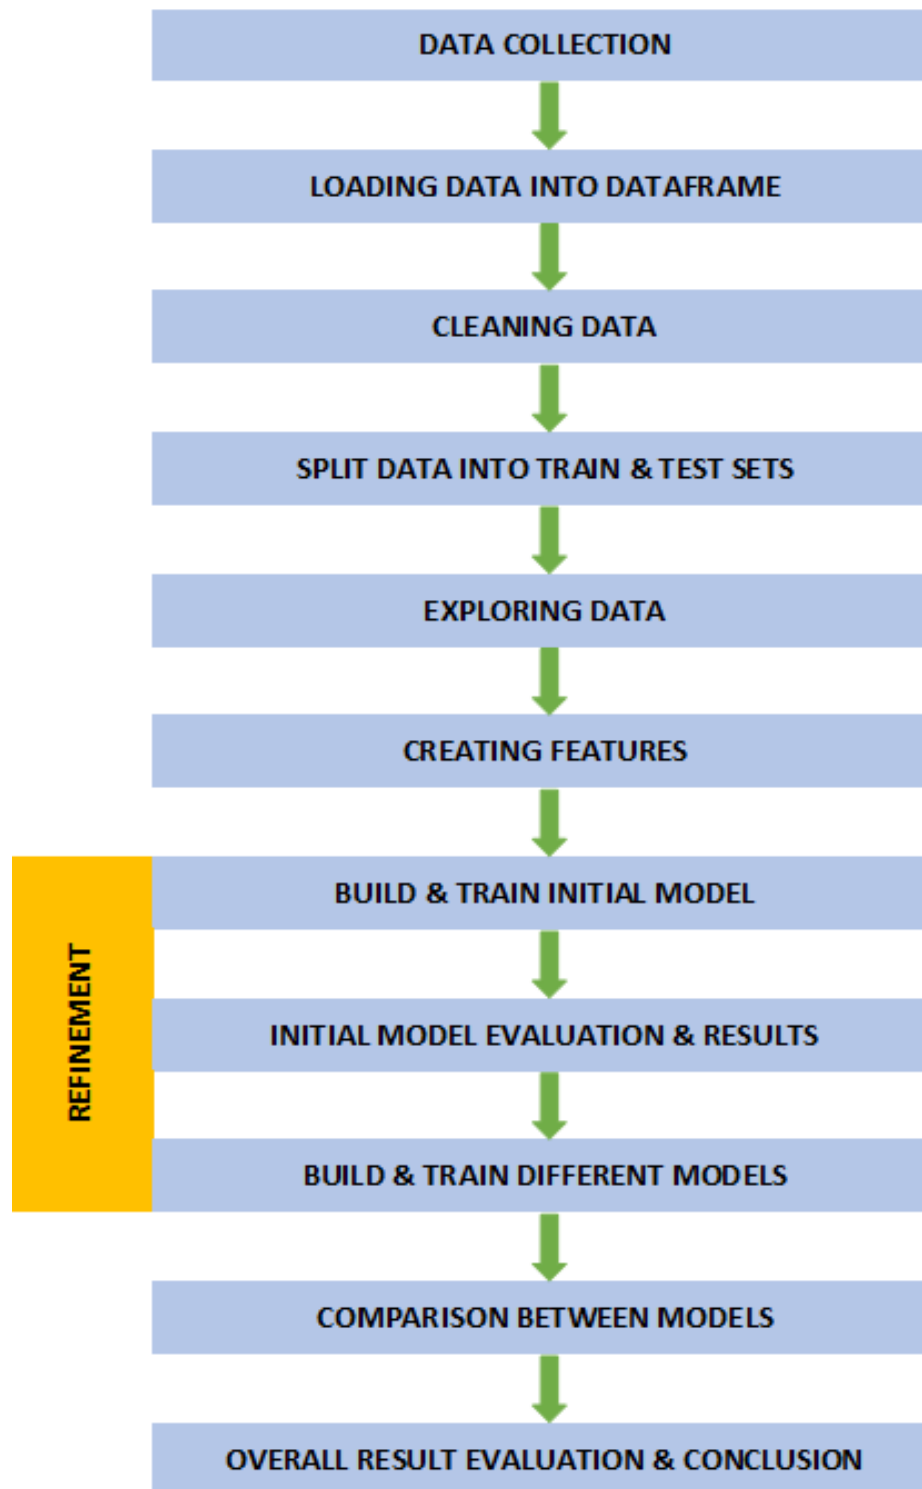 DATA COLLECTION
LOADING DATA INTO DATAFRAME
CLEANING DATA
SPLIT DATA INTO TRAIN & TEST SETS
EXPLORING DATA
CREATING FEATURES
REFINEMENT
BUILD & TRAIN INITIAL MODEL
INITIAL MODEL EVALUATION & RESULTS
BUILD & TRAIN DIFFERENT MODELS
COMPARISON BETWEEN MODELS
OVERALL RESULT EVALUATION & CONCLUSION